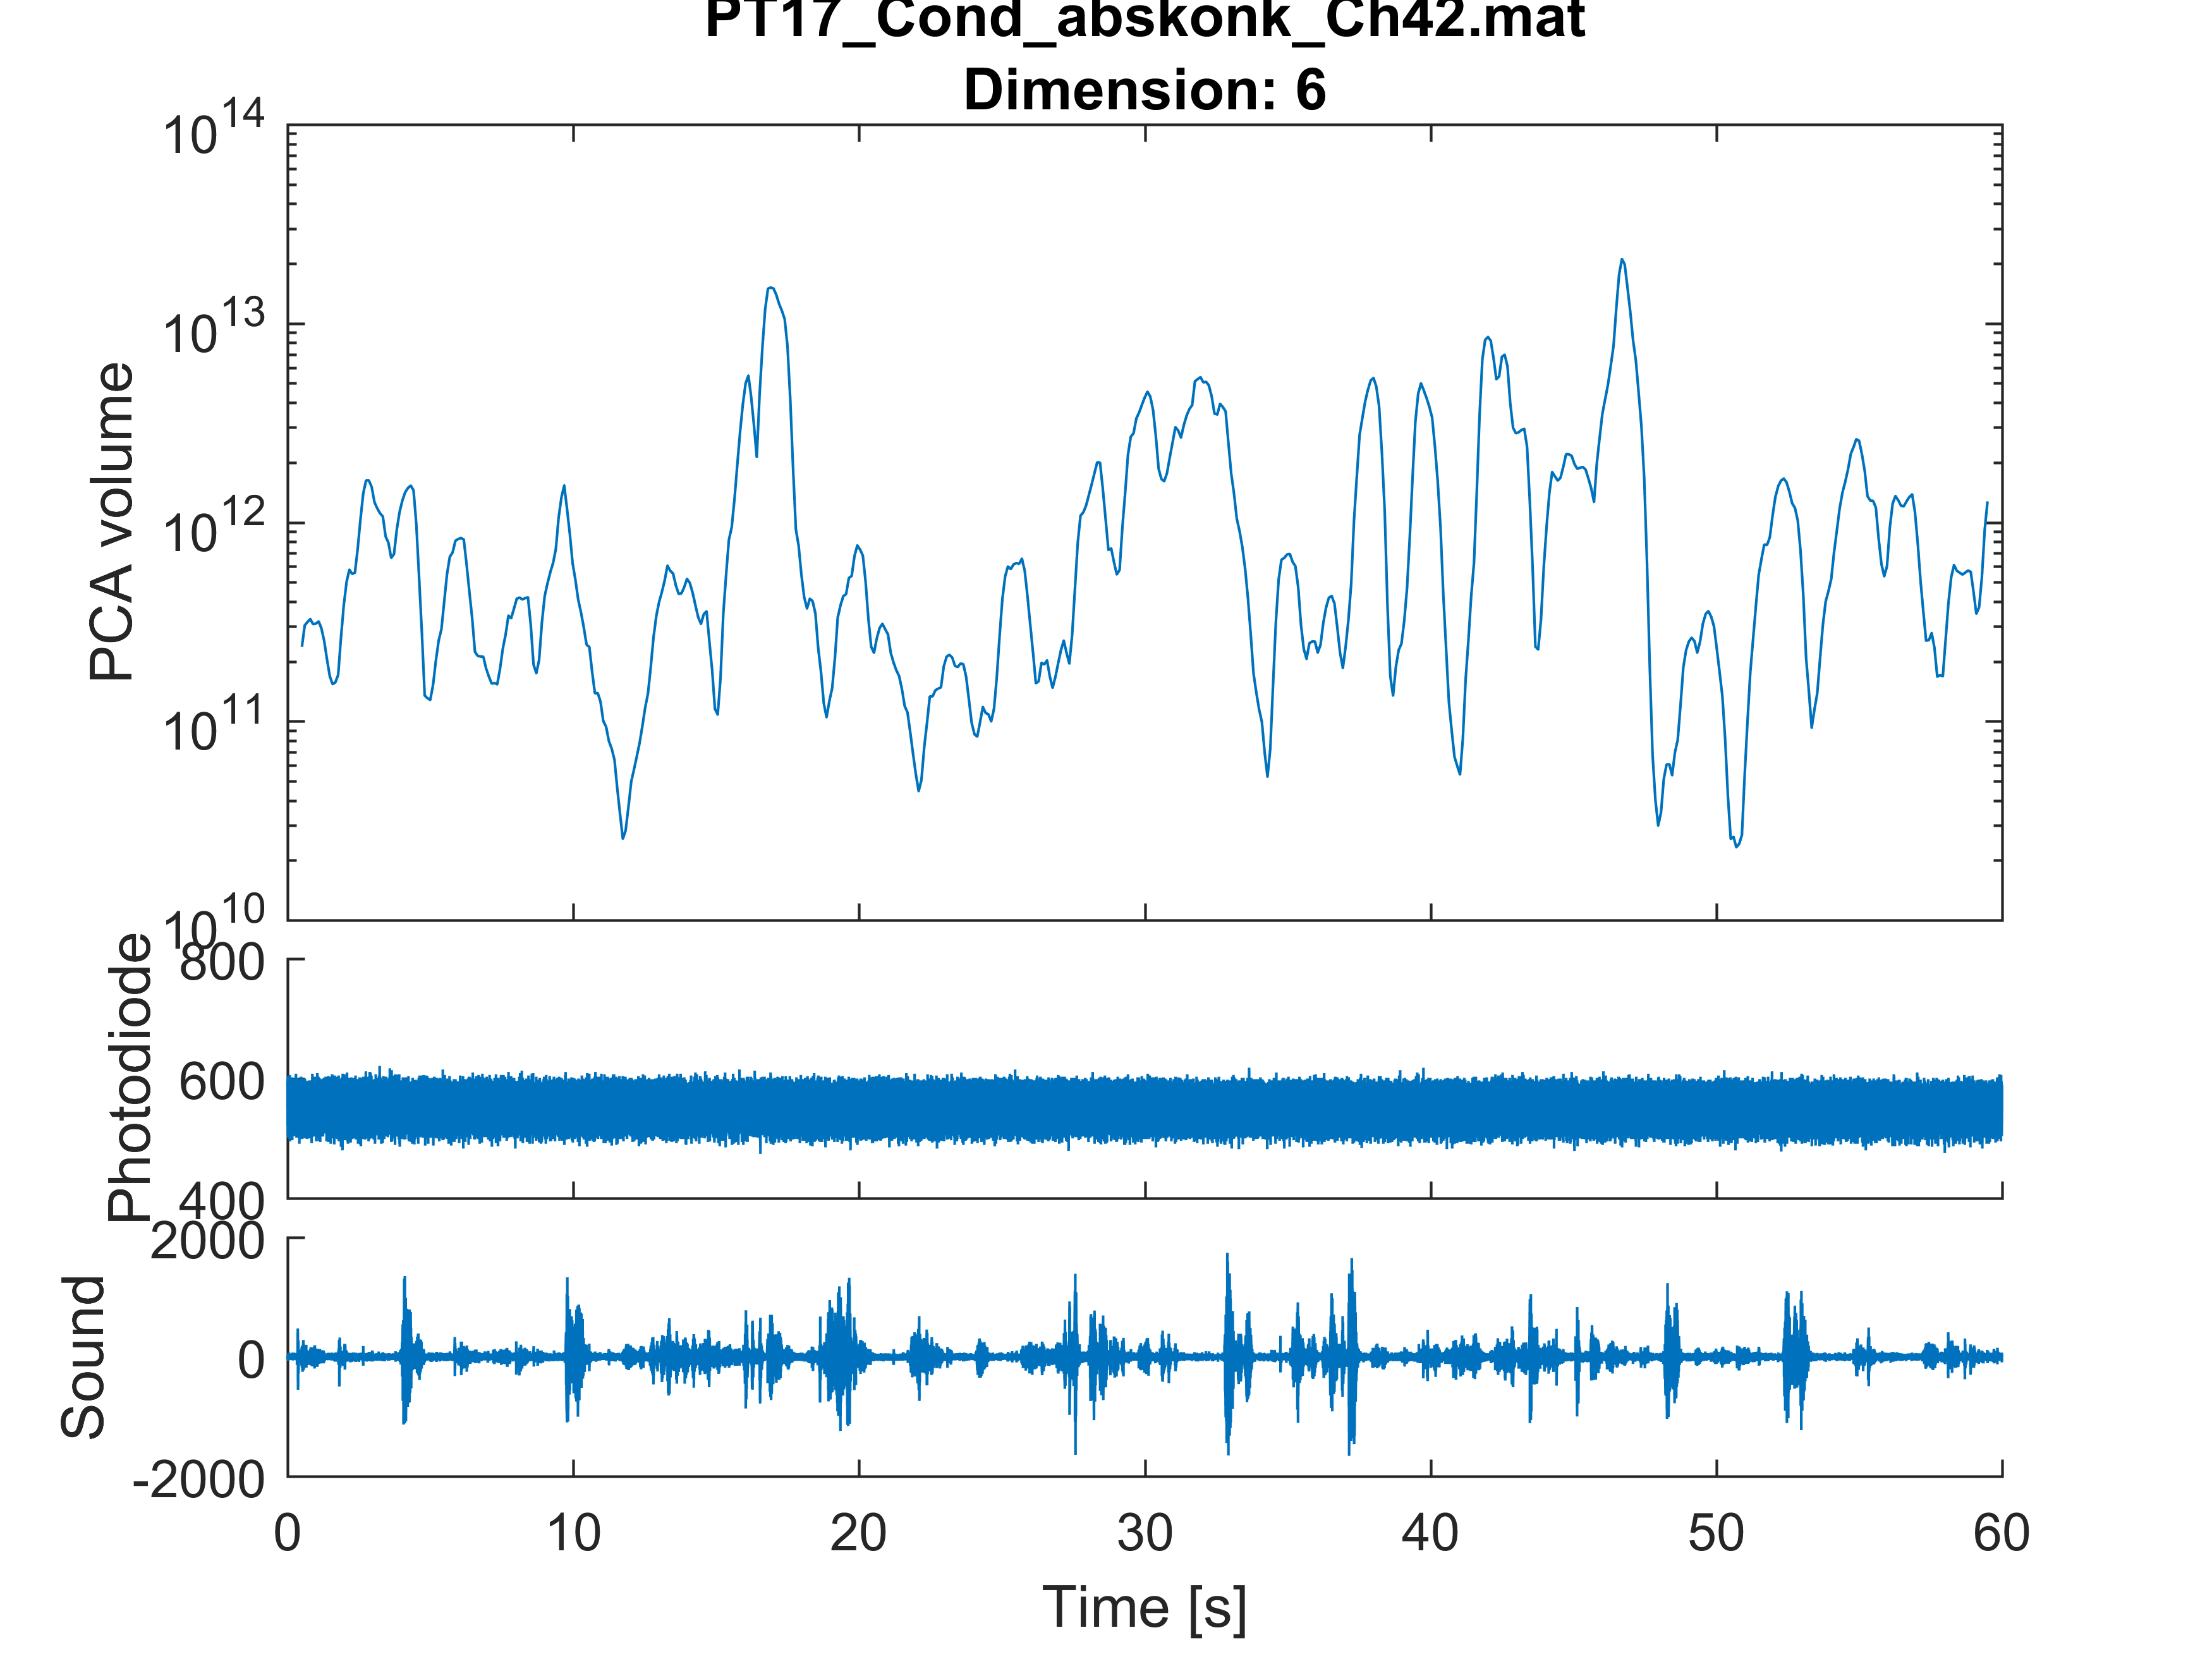 PT17_Cond_abskonk_Ch42.mat
Dimension: 6
10^14
10^13
10^12
10^11
10^10
PCA volume
800
600
400
Photodiode
2000
0
-2000
Sound
0 10 20 30 40 50 60
Time [s]